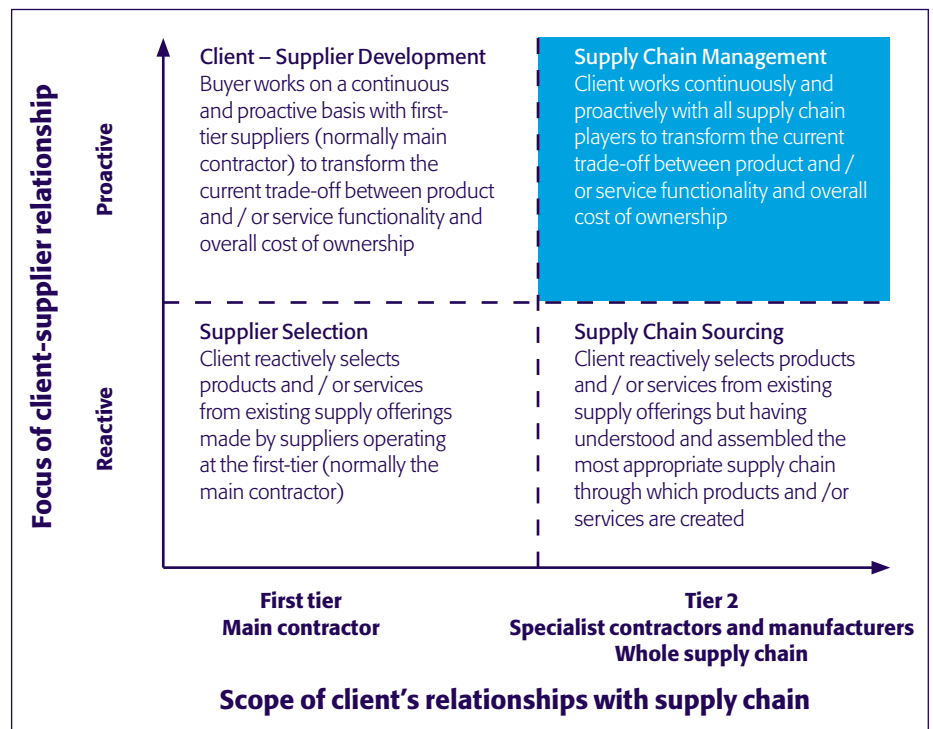 Focus of client-supplier relationship
Proactive
Reactive
Client – Supplier Development
Buyer works on a continuous
and proactive basis with first-
tier suppliers (normally main
contractor) to transform the
current trade-off between product
and / or service functionality and
overall cost of ownership
Supply Chain Management
Client works continuously and
proactively with all supply chain
players to transform the current
trade-off between product and /
or service functionality and overall
cost of ownership
Supplier Selection
Client reactively selects
products and / or services
from existing supply offerings
made by suppliers operating
at the first-tier (normally the
main contractor)
Supply Chain Sourcing
Client reactively selects products
and / or services from existing
supply offerings but having
understood and assembled the
most appropriate supply chain
through which products and /or
services are created
First tier
Main contractor
Tier 2
Specialist contractors and manufacturers
Whole supply chain
Scope of client's relationships with supply chain